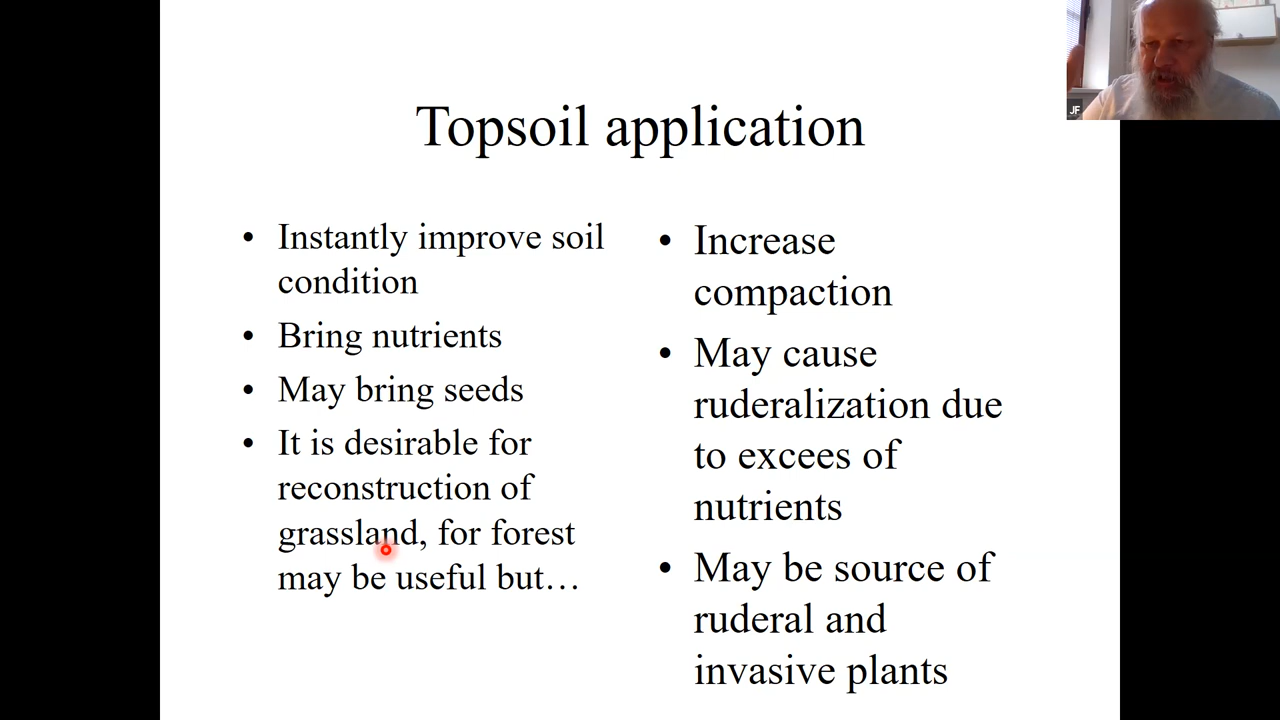 JF
Topsoil application
• Instantly improve soil
condition
• Bring nutrients
• May bring seeds
• It is desirable for
reconstruction of
grassland, for forest
may be useful but…
• Increase
compaction
• May cause
ruderalization due
to excees of
nutrients
• May be source of
ruderal and
invasive plants